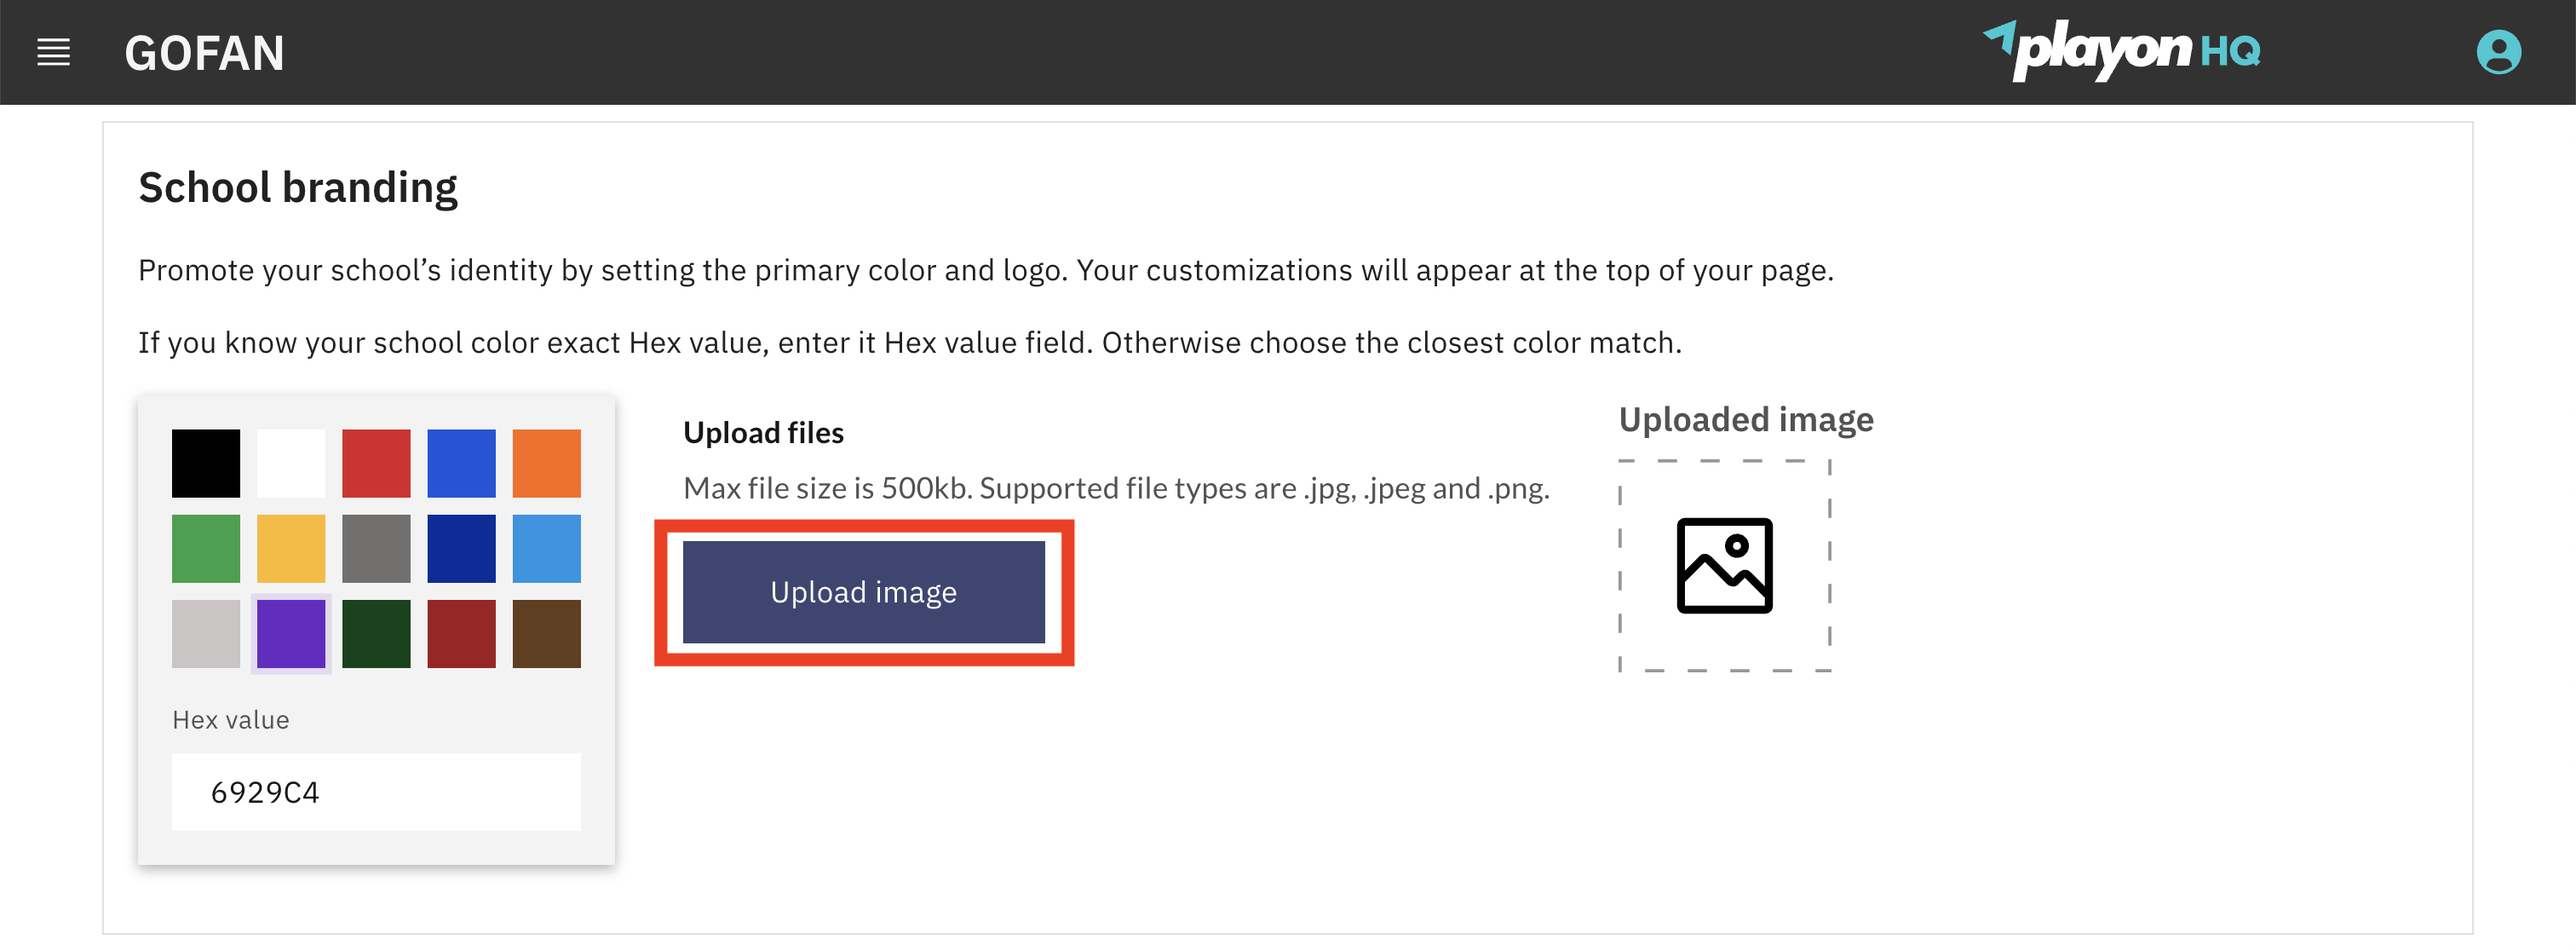 GOFAN
playon HQ
School branding
Promote your school’s identity by setting the primary color and logo. Your customizations will appear at the top of your page.
If you know your school color exact Hex value, enter it Hex value field. Otherwise choose the closest color match.
Upload files
Max file size is 500kb. Supported file types are .jpg, .jpeg and .png.
Upload image
Uploaded image
Hex value
6929C4